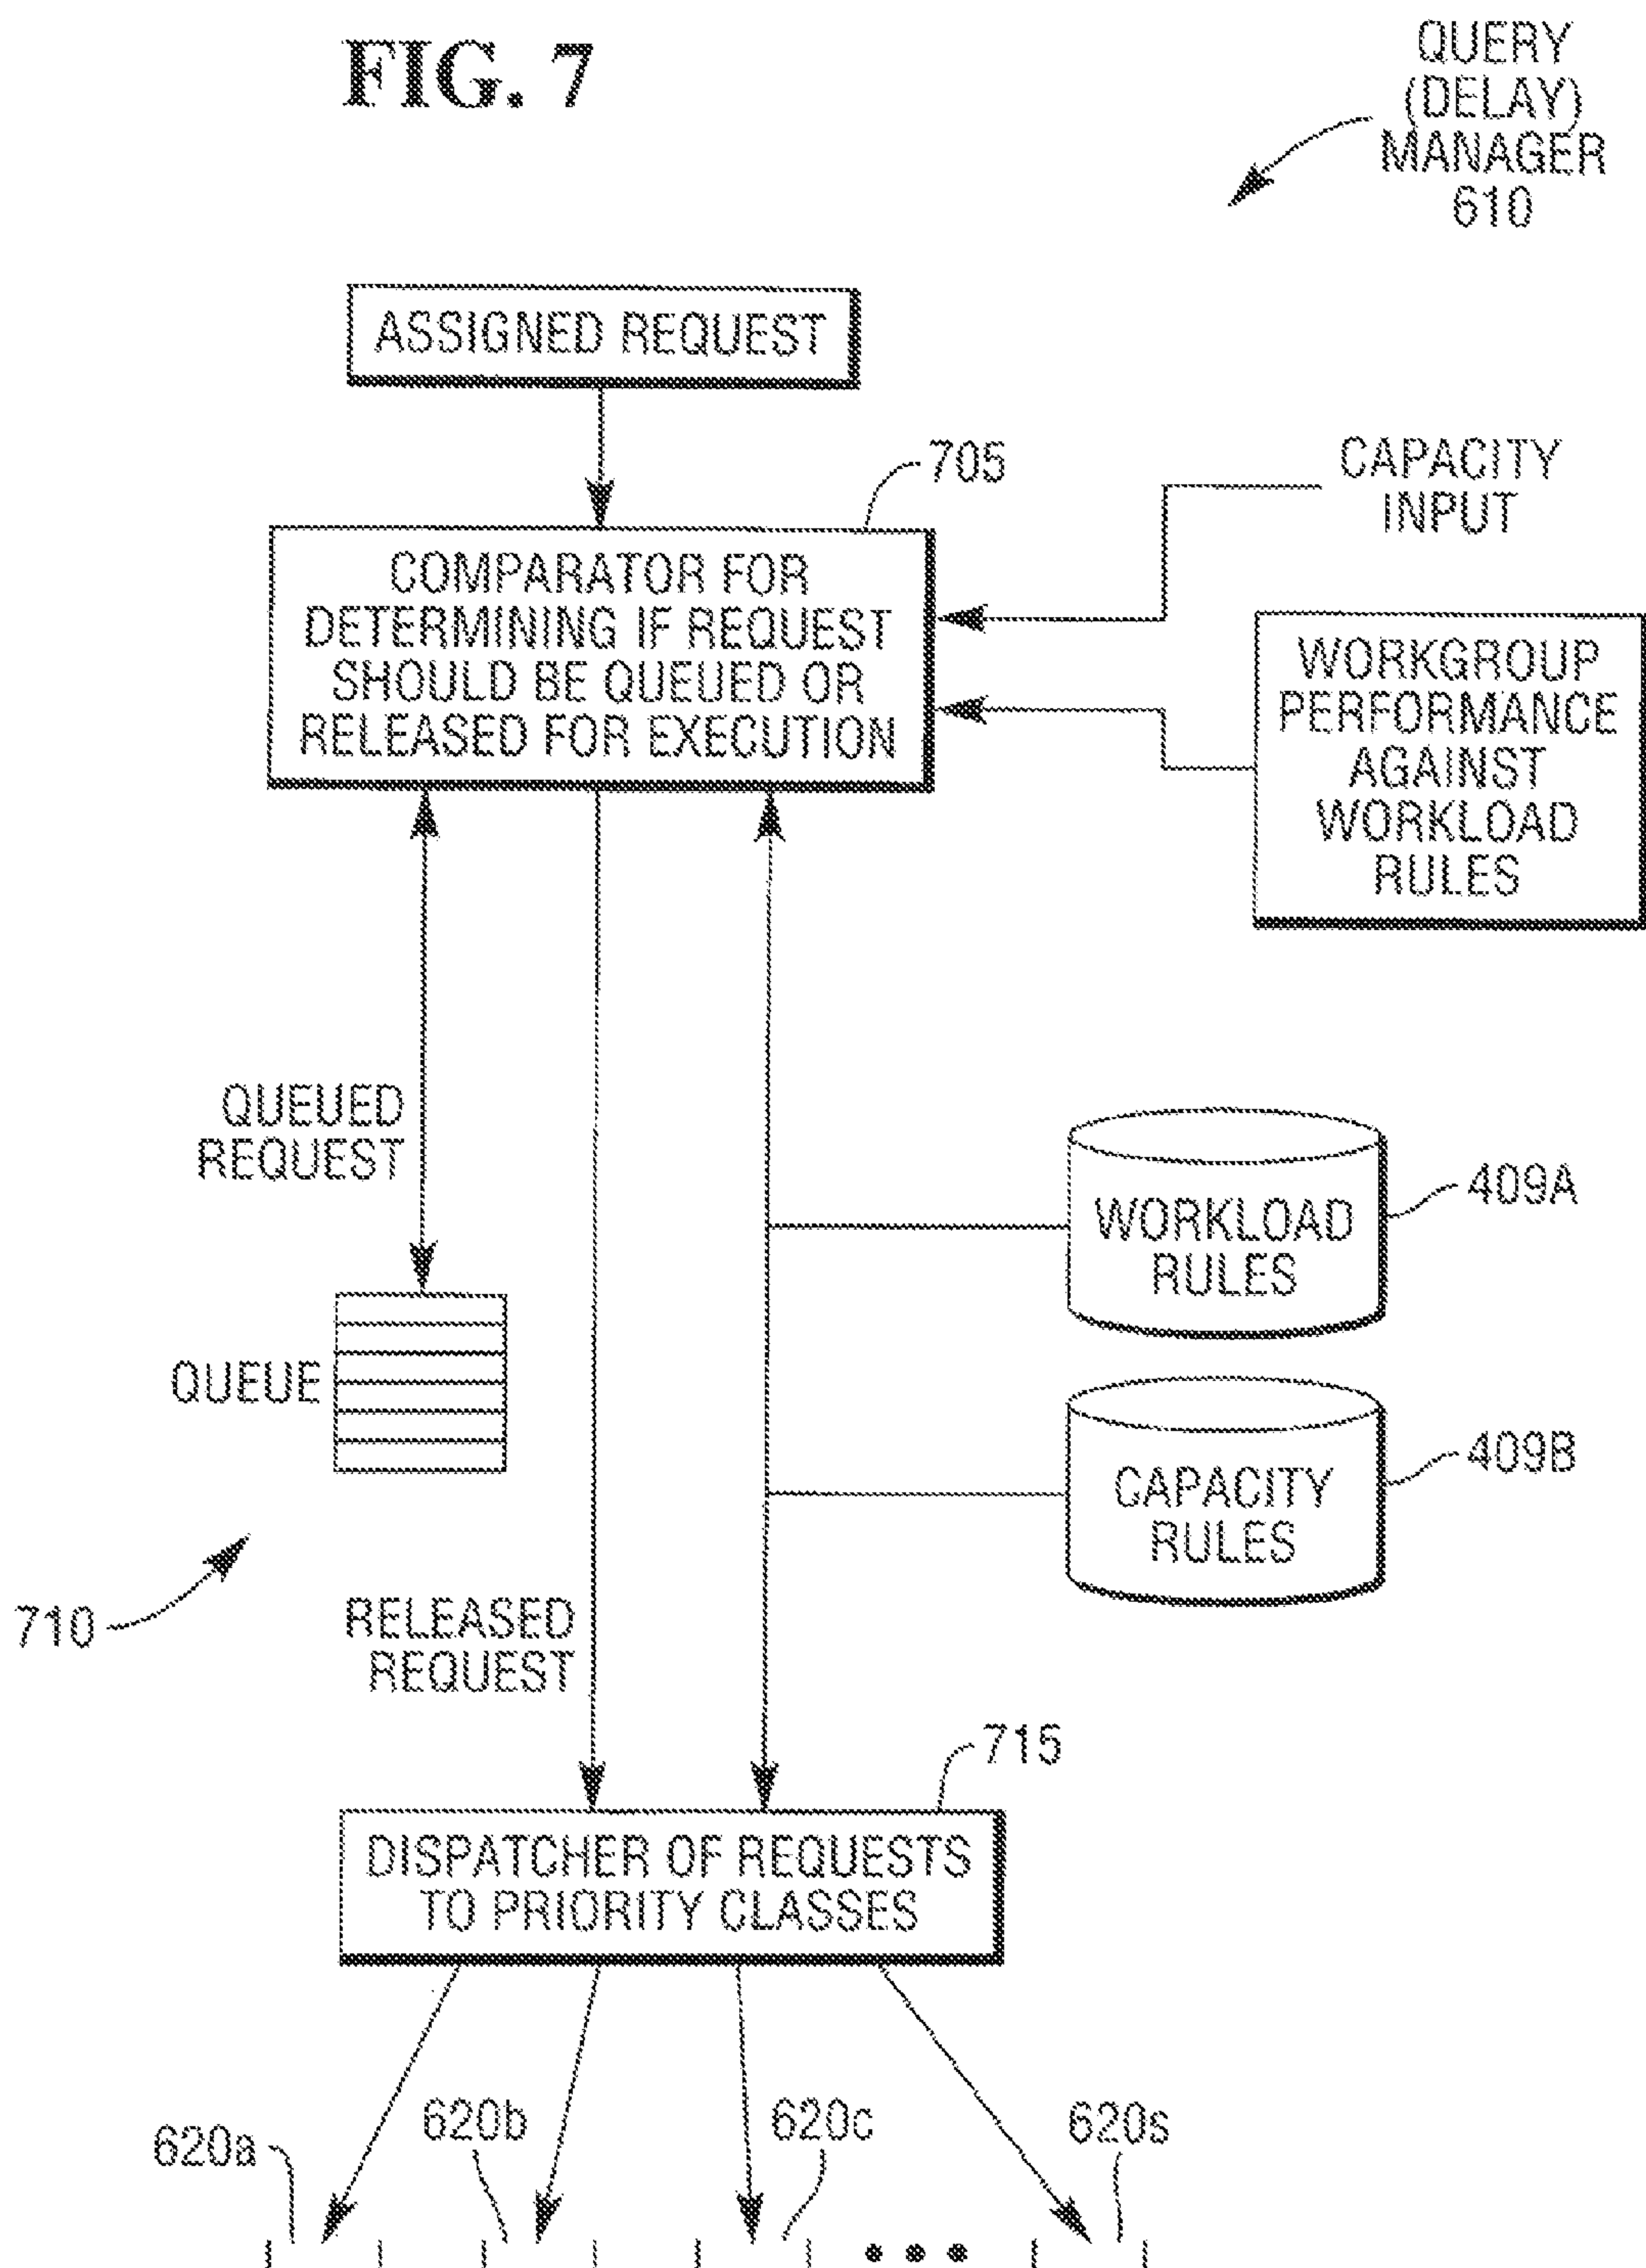 FIG. 7
QUERY
(DELAY)
MANAGER
610
ASSIGNED REQUEST
705
CAPACITY
INPUT
COMPARATOR FOR
DETERMINING IF REQUEST
SHOULD BE QUEUED OR
RELEASED FOR EXECUTION
WORKGROUP
PERFORMANCE
AGAINST
WORKLOAD
RULES
QUEUED
REQUEST
WORKLOAD
RULES
409A
QUEUE
CAPACITY
RULES
409B
710
RELEASED
REQUEST
715
DISPATCHER OF REQUESTS
TO PRIORITY CLASSES
620a
620b
620c
620s